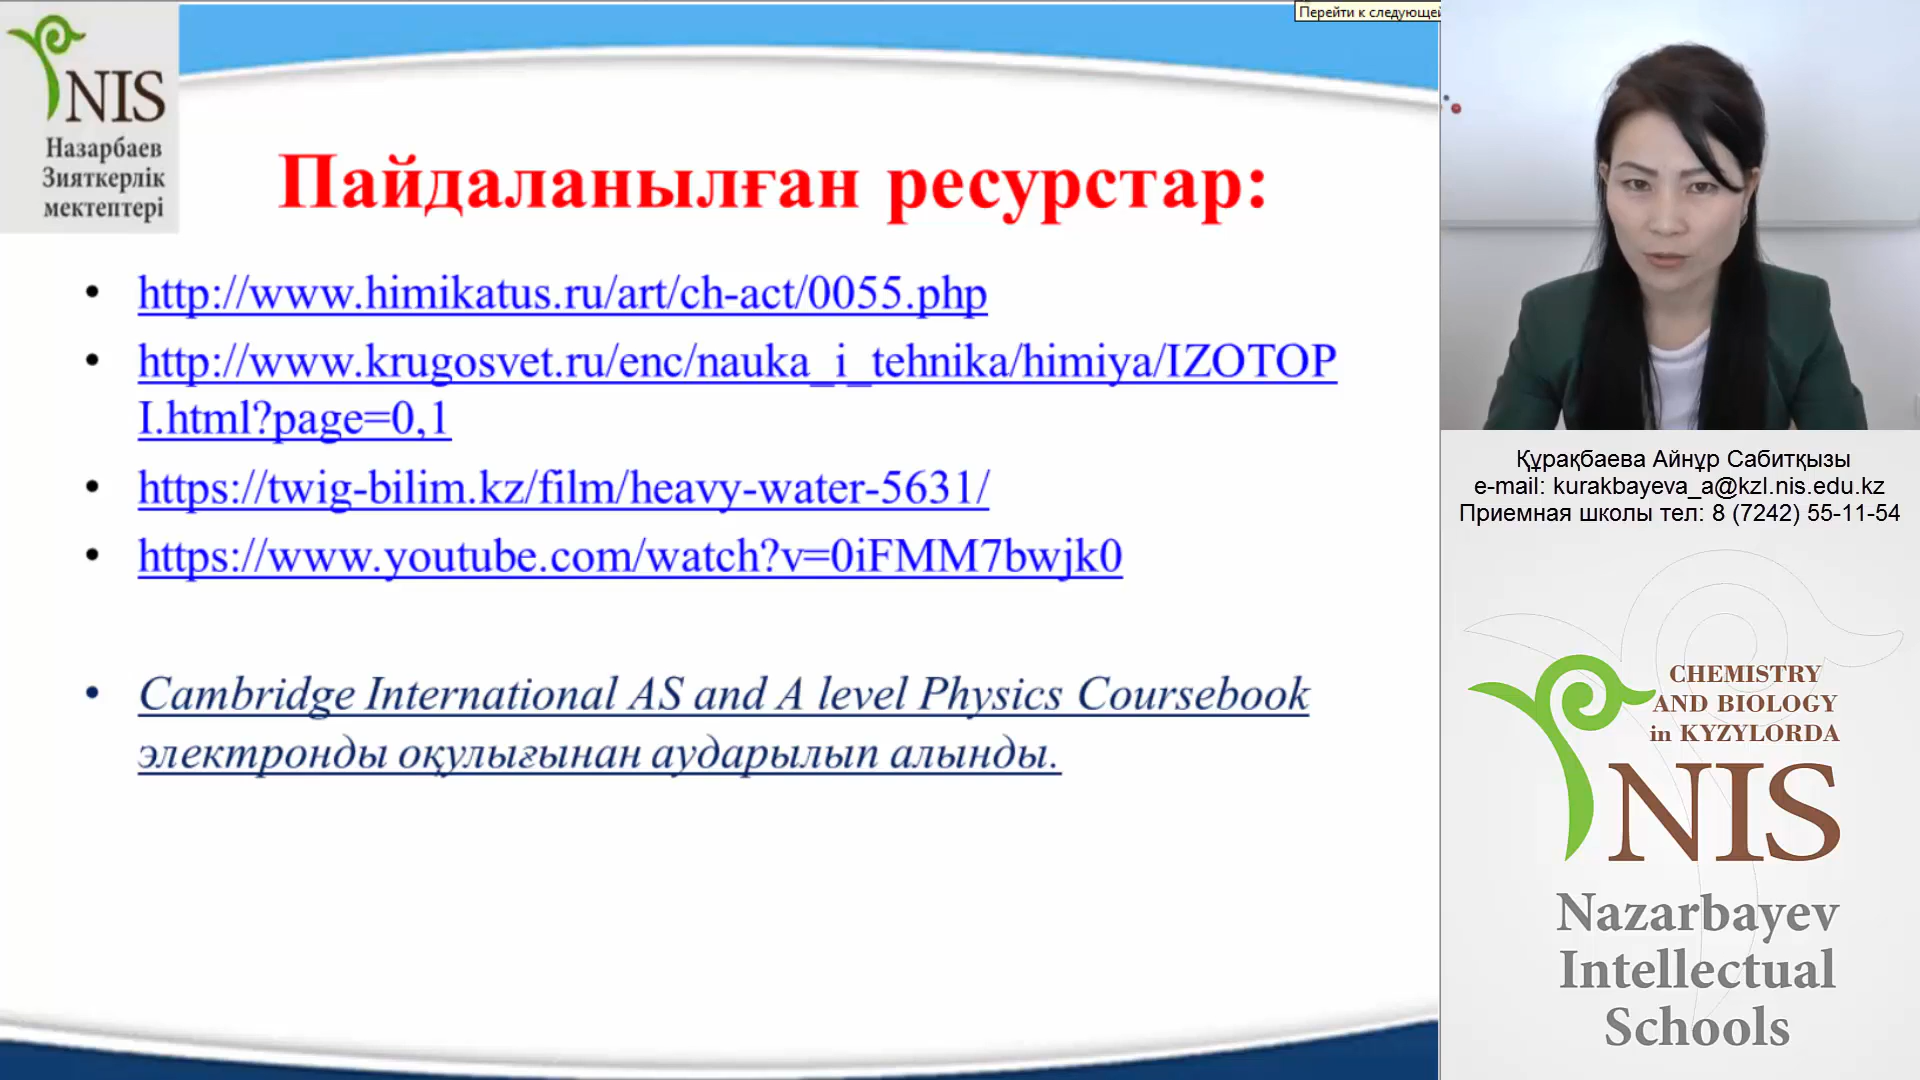 Перейти к следующей
NIS
Назарбаев
Зияткерлік
мектептері
Пайдаланылған ресурстар:
• http://www.himikatus.ru/art/ch-act/0055.php
• http://www.krugosvet.ru/enc/nauka_i_tehnika/himiya/IZOTOP
I.html?page=0,1
• https://twig-bilim.kz/film/heavy-water-5631/
• https://www.youtube.com/watch?v=0iFMM7bwjk0
• Cambridge International AS and A level Physics Coursebook
электронды оқулығынан аударылып алынды.
Құрақбаева Айнұр Сабитқызы
e-mail: kurakbayeva_a@kzl.nis.edu.kz
Приемная школы тел: 8 (7242) 55-11-54
CHEMISTRY
AND BIOLOGY
in KYZYLORDA
NIS
Nazarbayev
Intellectual
Schools